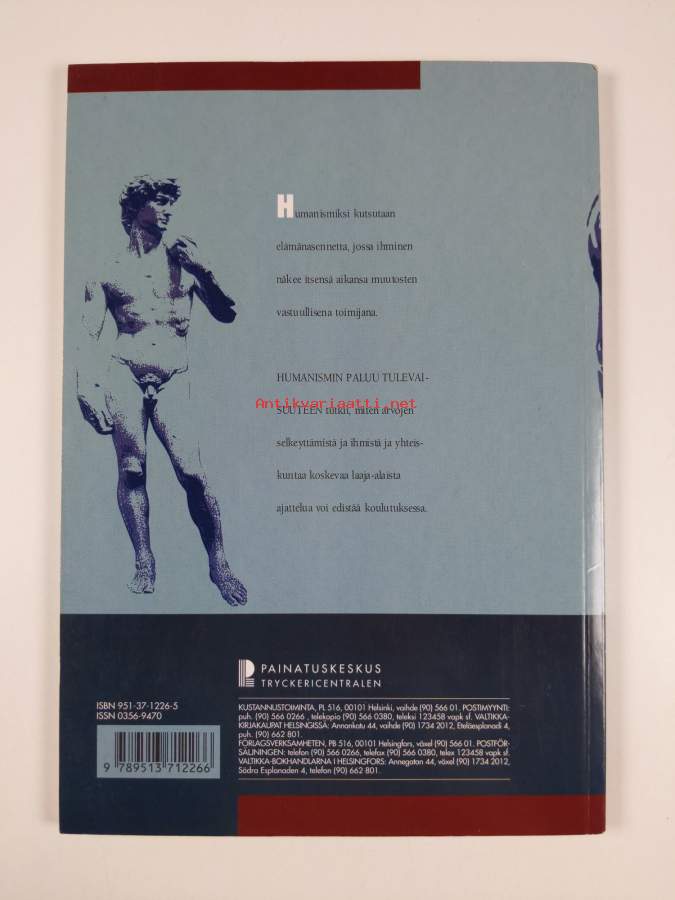 Humanismiksi kutsutaan
elämänasennetta, jossa ihminen
näkee itsensä aikansa muutosten
vastuullisena toimijana.
HUMANISMIN PALUU TULEVAI-
Antikvariaatti.net
SUUTEEN tutkii, miten arvojen
selkeyttämistä ja ihmistä ja yhteis-
kuntaa koskevaa laaja-alaista
ajattelua voi edistää koulutuksessa.
PAINATUSKESKUS
TRYCKERICENTRALEN
ISBN 951-37-1226-5
ISSN 0356-9470
9 789513 712266
KUSTANNUSTOIMINTA, PL 516, 00101 Helsinki, vaihde (90) 566 01. POSTIMYYNTI:
puh. (90) 566 0266 , telekopio (90) 566 0380, teleksi 123458 vapk sf. VALTIKKA-
KIRJAKAUPAT HELSINGISSÄ: Annankatu 44, vaihde (90) 1734 2012, Eteläesplanadi 4,
puh. (90) 662 801.
FÖRLAGSVERKSAMHETEN, PB 516, 00101 Helsingfors, växel (90) 566 01. POSTFÖR-
SÄLJNINGEN: telefon (90) 566 0266, telefax (90) 566 0380, telex 123458 vapk sf.
VALTIKKA-BOKHANDLARNA I HELSINGFORS: Annegatan 44, växel (90) 1734 2012,
Södra Esplanaden 4, telefon (90) 662 801.